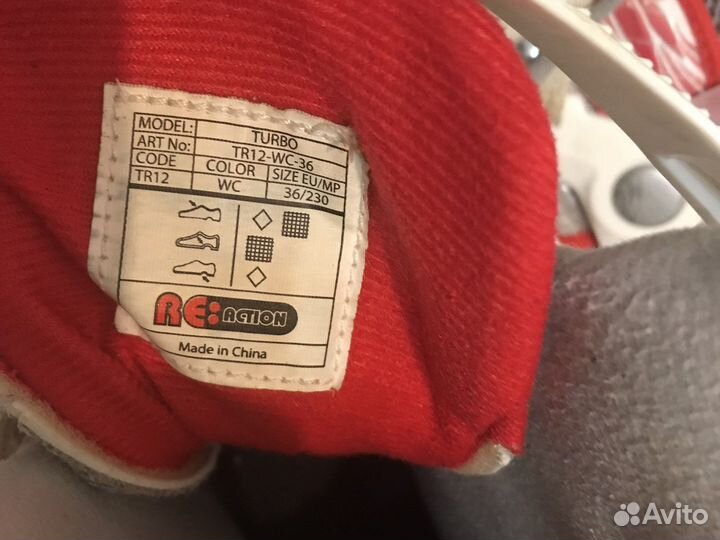 MODEL: TURBO
ART No: TR12-WC-36
CODE COLOR SIZE EU/MP
TR12 WC 36/230
RE:ACTION
Made in China
Avito